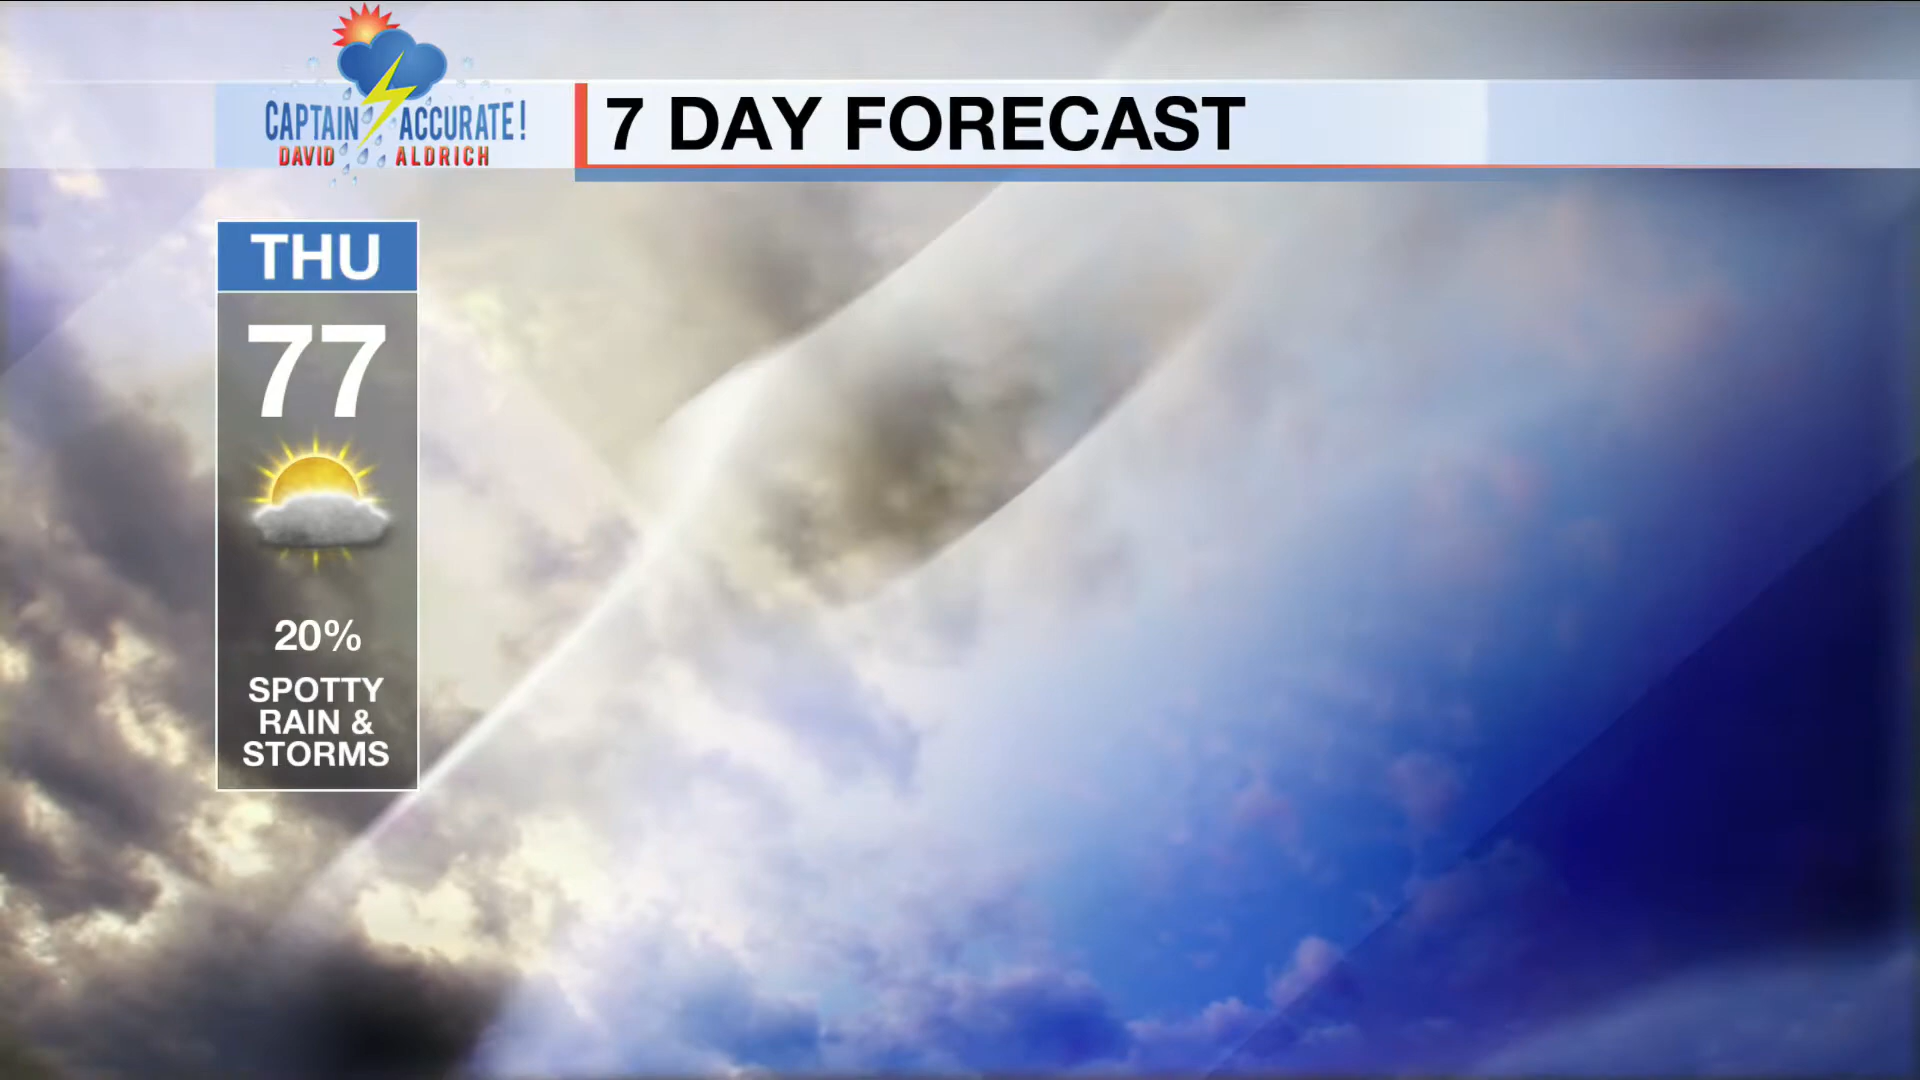 CAPTAIN ACCURATE!
DAVID ALDRICH
7 DAY FORECAST
THU
77
20%
SPOTTY
RAIN &
STORMS